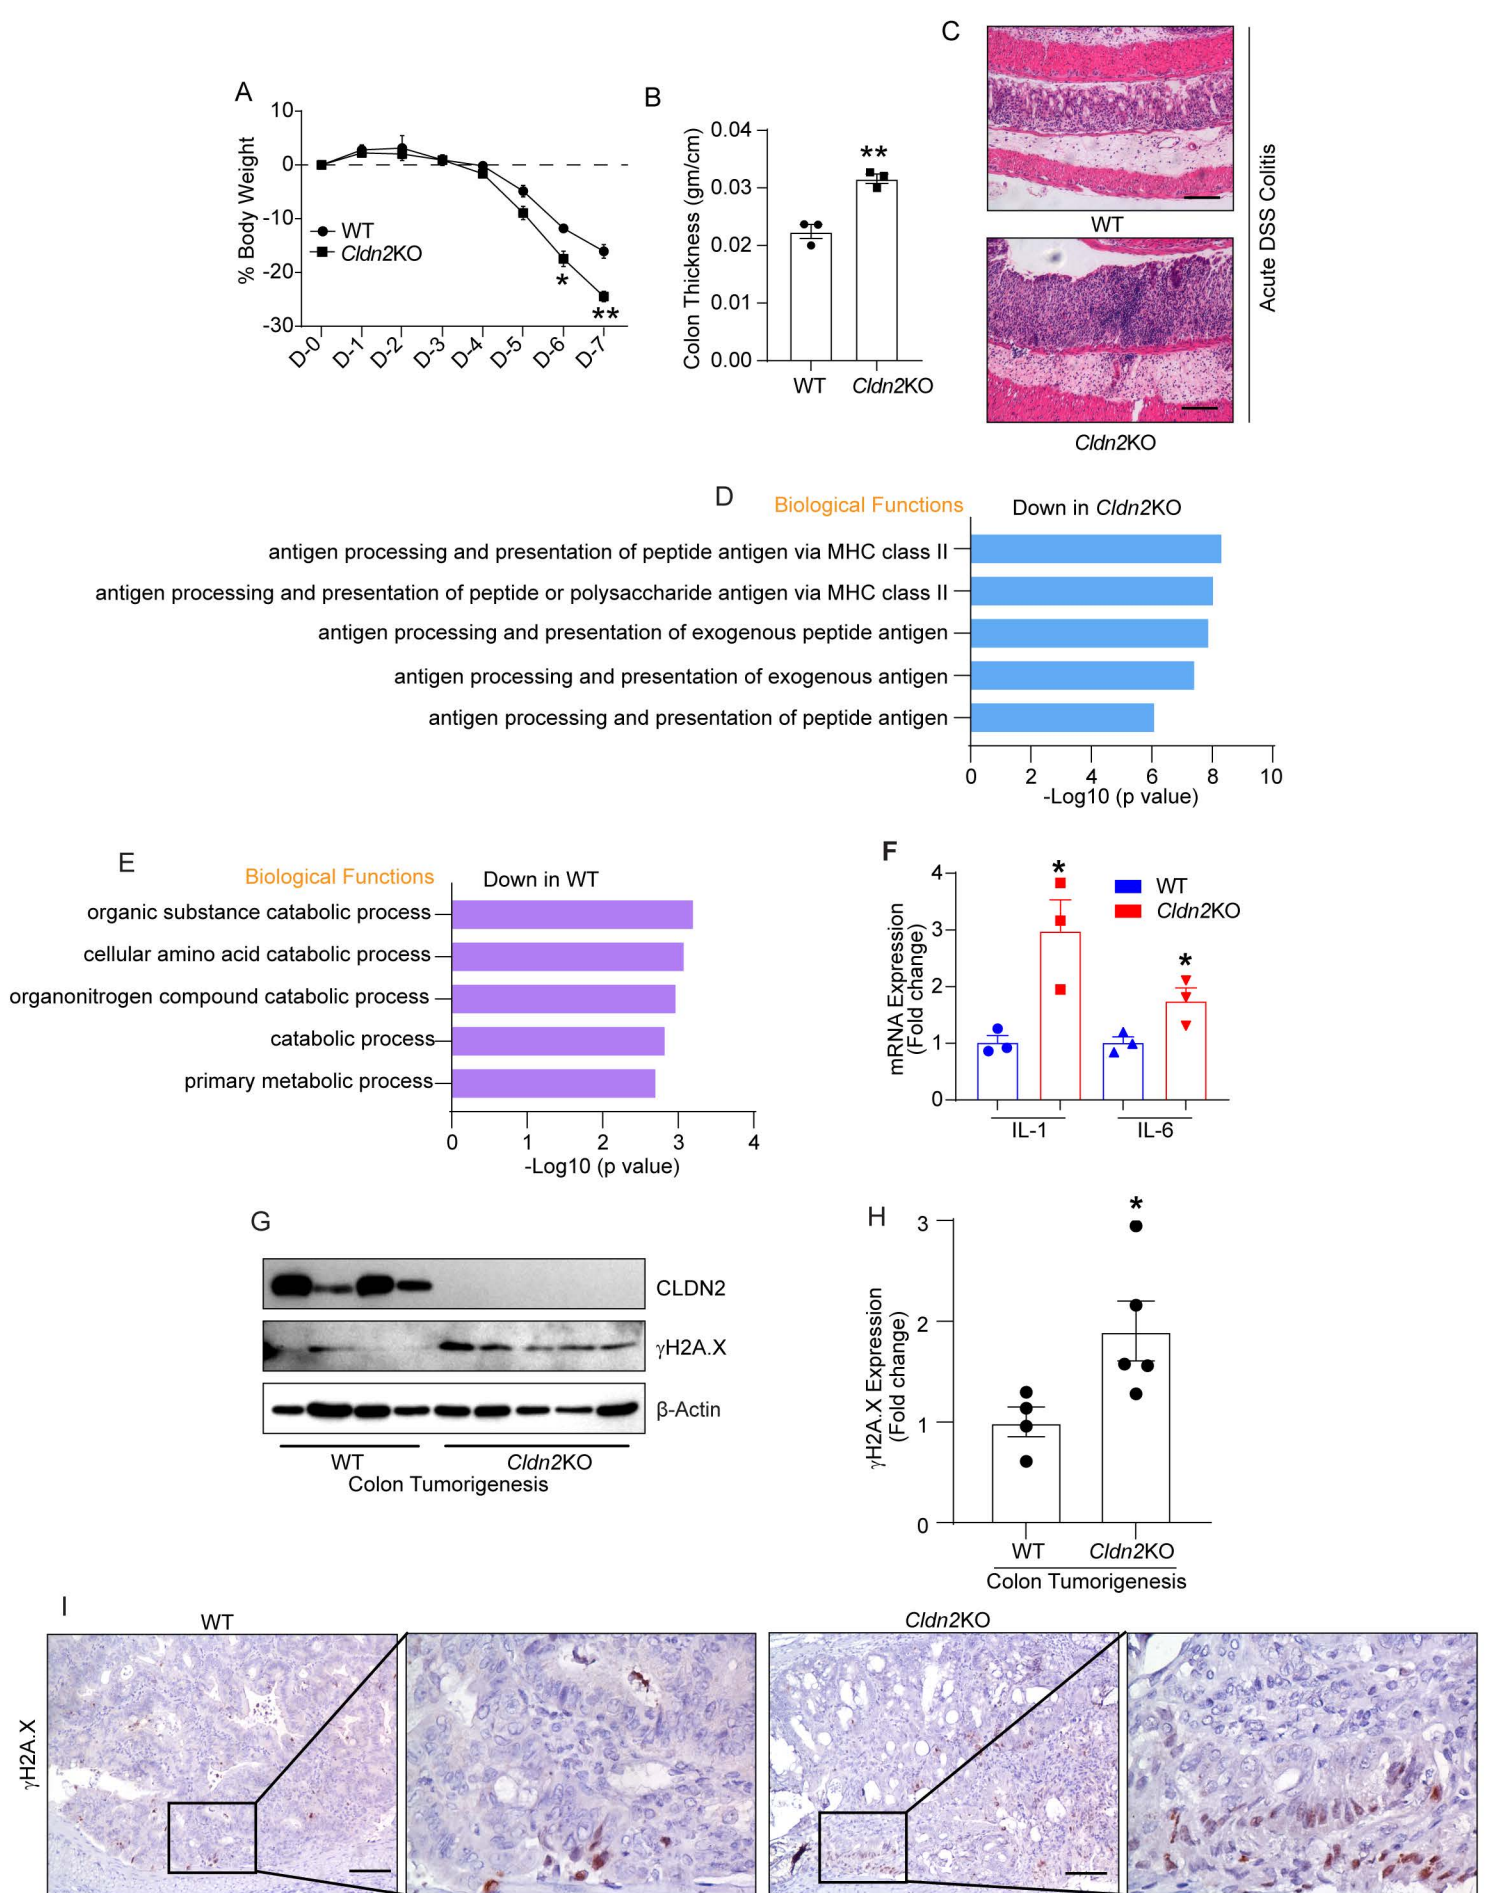 A
10
0
-10
-20
-30
% Body Weight
WT
Cldn2KO
*
**
D-0 D-1 D-2 D-3 D-4 D-5 D-6 D-7
B
0.04
0.03
0.02
0.01
0.00
Colon Thickness (gm/cm)
**
WT Cldn2KO
C
WT
Cldn2KO
Acute DSS Colitis
D
Biological Functions Down in Cldn2KO
antigen processing and presentation of peptide antigen via MHC class II
antigen processing and presentation of peptide or polysaccharide antigen via MHC class II
antigen processing and presentation of exogenous peptide antigen
antigen processing and presentation of exogenous antigen
antigen processing and presentation of peptide antigen
0 2 4 6 8 10
-Log10 (p value)
E
Biological Functions Down in WT
organic substance catabolic process
cellular amino acid catabolic process
organonitrogen compound catabolic process
catabolic process
primary metabolic process
0 1 2 3 4
-Log10 (p value)
F
4
3
2
1
0
mRNA Expression
(Fold change)
*
*
WT
Cldn2KO
IL-1 IL-6
G
CLDN2
γH2A.X
β-Actin
WT Cldn2KO
Colon Tumorigenesis
H
3
2
1
0
γH2A.X Expression
(Fold change)
*
WT Cldn2KO
Colon Tumorigenesis
I
WT Cldn2KO
γH2A.X